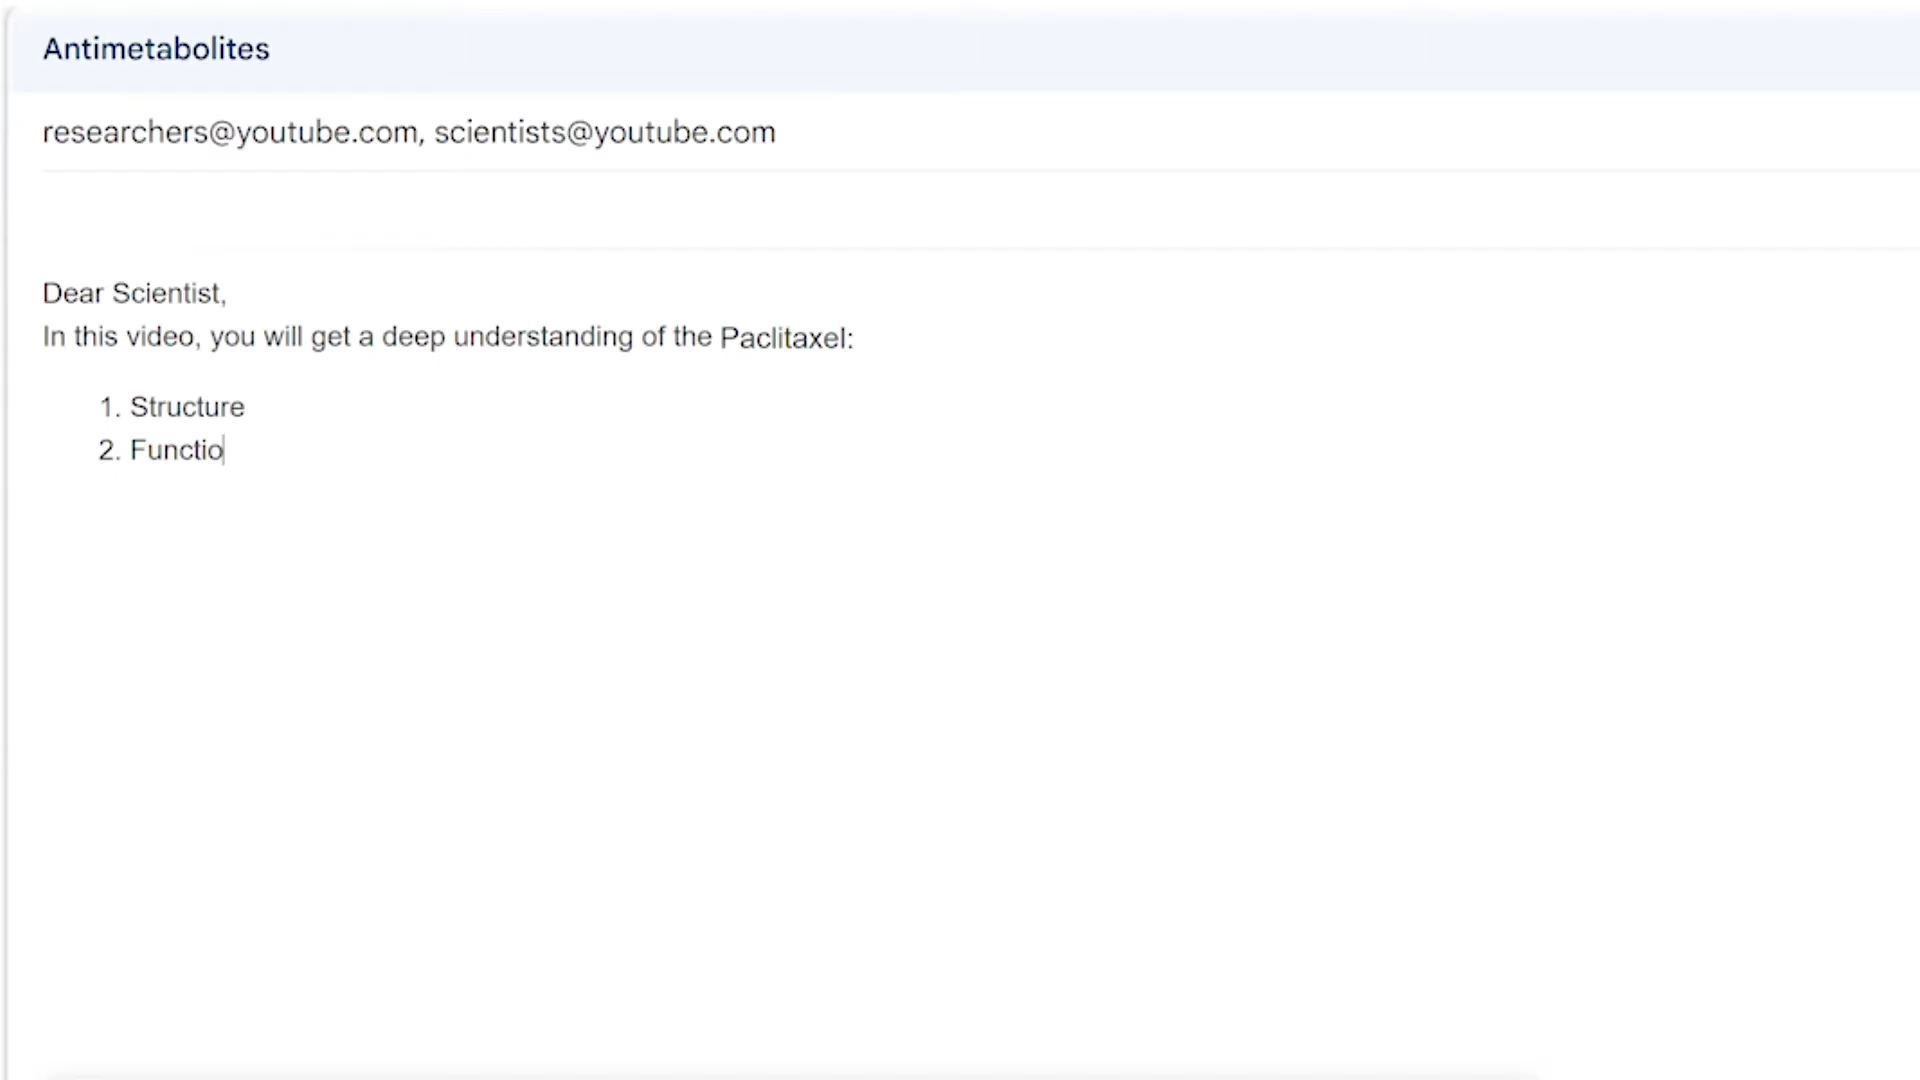 Antimetabolites
researchers@youtube.com, scientists@youtube.com
Dear Scientist,
In this video, you will get a deep understanding of the Paclitaxel:
1. Structure
2. Functio